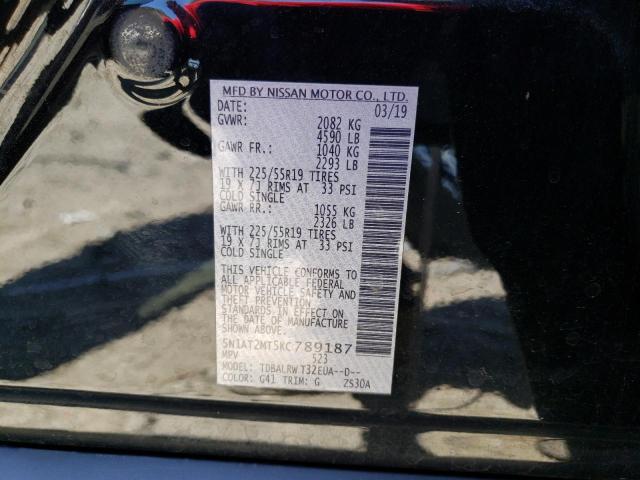 MFD BY NISSAN MOTOR CO., LTD.
DATE: 03/19
GVWR: 2082 KG
4590 LB
GAWR FR.: 1040 KG
2293 LB
WITH 225/55R19 TIRES
19 X 7J RIMS AT 33 PSI
COLD SINGLE
GAWR RR.: 1055 KG
2326 LB
WITH 225/55R19 TIRES
19 X 7J RIMS AT 33 PSI
COLD SINGLE
THIS VEHICLE CONFORMS TO
ALL APPLICABLE FEDERAL
MOTOR VEHICLE SAFETY AND
THEFT PREVENTION
STANDARDS IN EFFECT ON
THE DATE OF MANUFACTURE
SHOWN ABOVE.
5N1AT2MT5KC789187
MPV 523
MODEL: TDBALRWT32EUA--D--
COLOR: G41 TRIM: G ZS30A